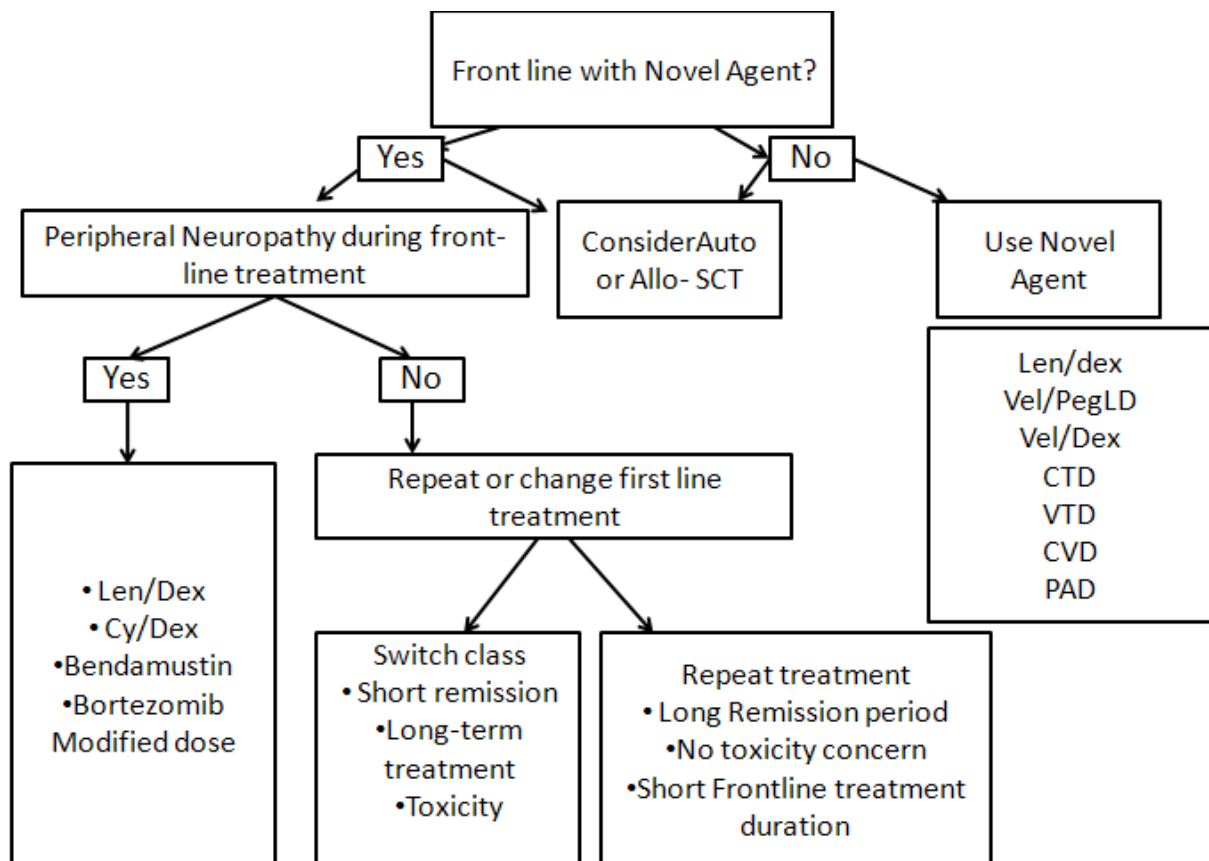 Front line with Novel Agent?
Yes
No
Peripheral Neuropathy during front-
line treatment
ConsiderAuto
or Allo- SCT
Use Novel
Agent
Yes
No
Len/dex
Vel/PegLD
Vel/Dex
CTD
VTD
CVD
PAD
Repeat or change first line
treatment
• Len/Dex
• Cy/Dex
•Bendamustin
•Bortezomib
Modified dose
Switch class
• Short remission
•Long-term
treatment
•Toxicity
Repeat treatment
• Long Remission period
•No toxicity concern
•Short Frontline treatment
duration